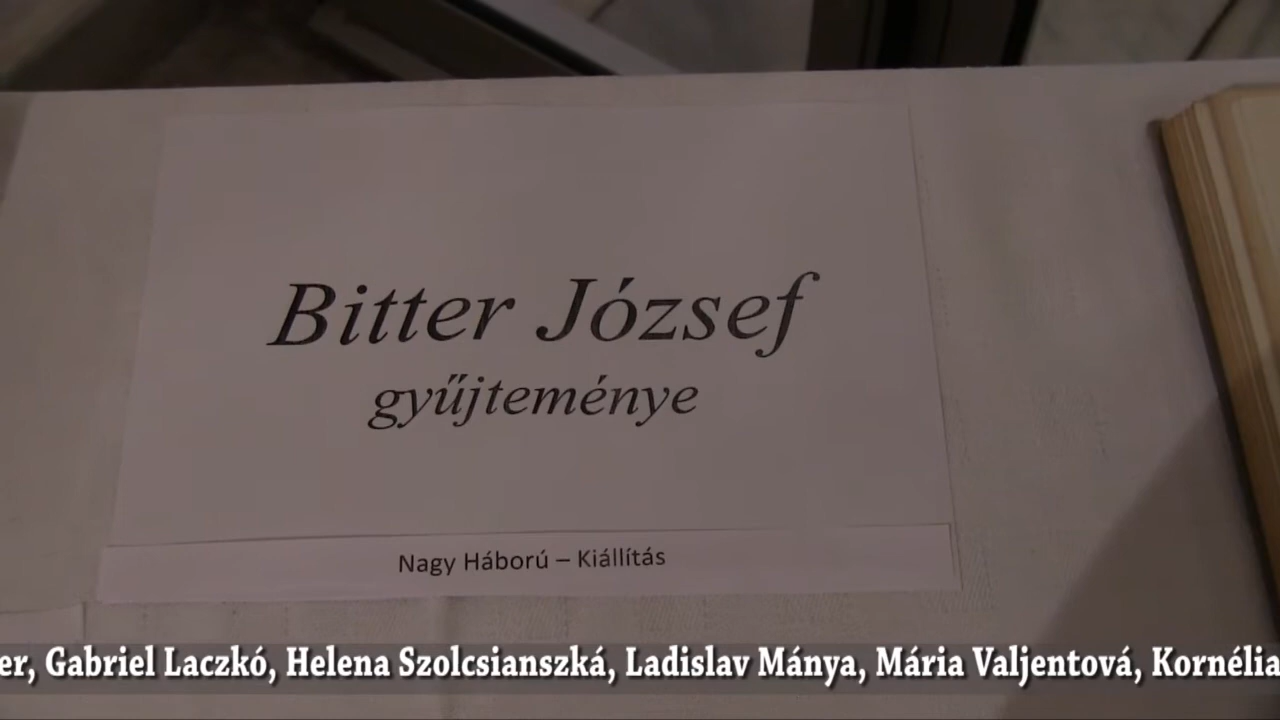 Bitter József
gyűjteménye
Nagy Háború – Kiállítás
er, Gabriel Laczkó, Helena Szolcsianszká, Ladislav Mánya, Mária Valjentová, Kornélia